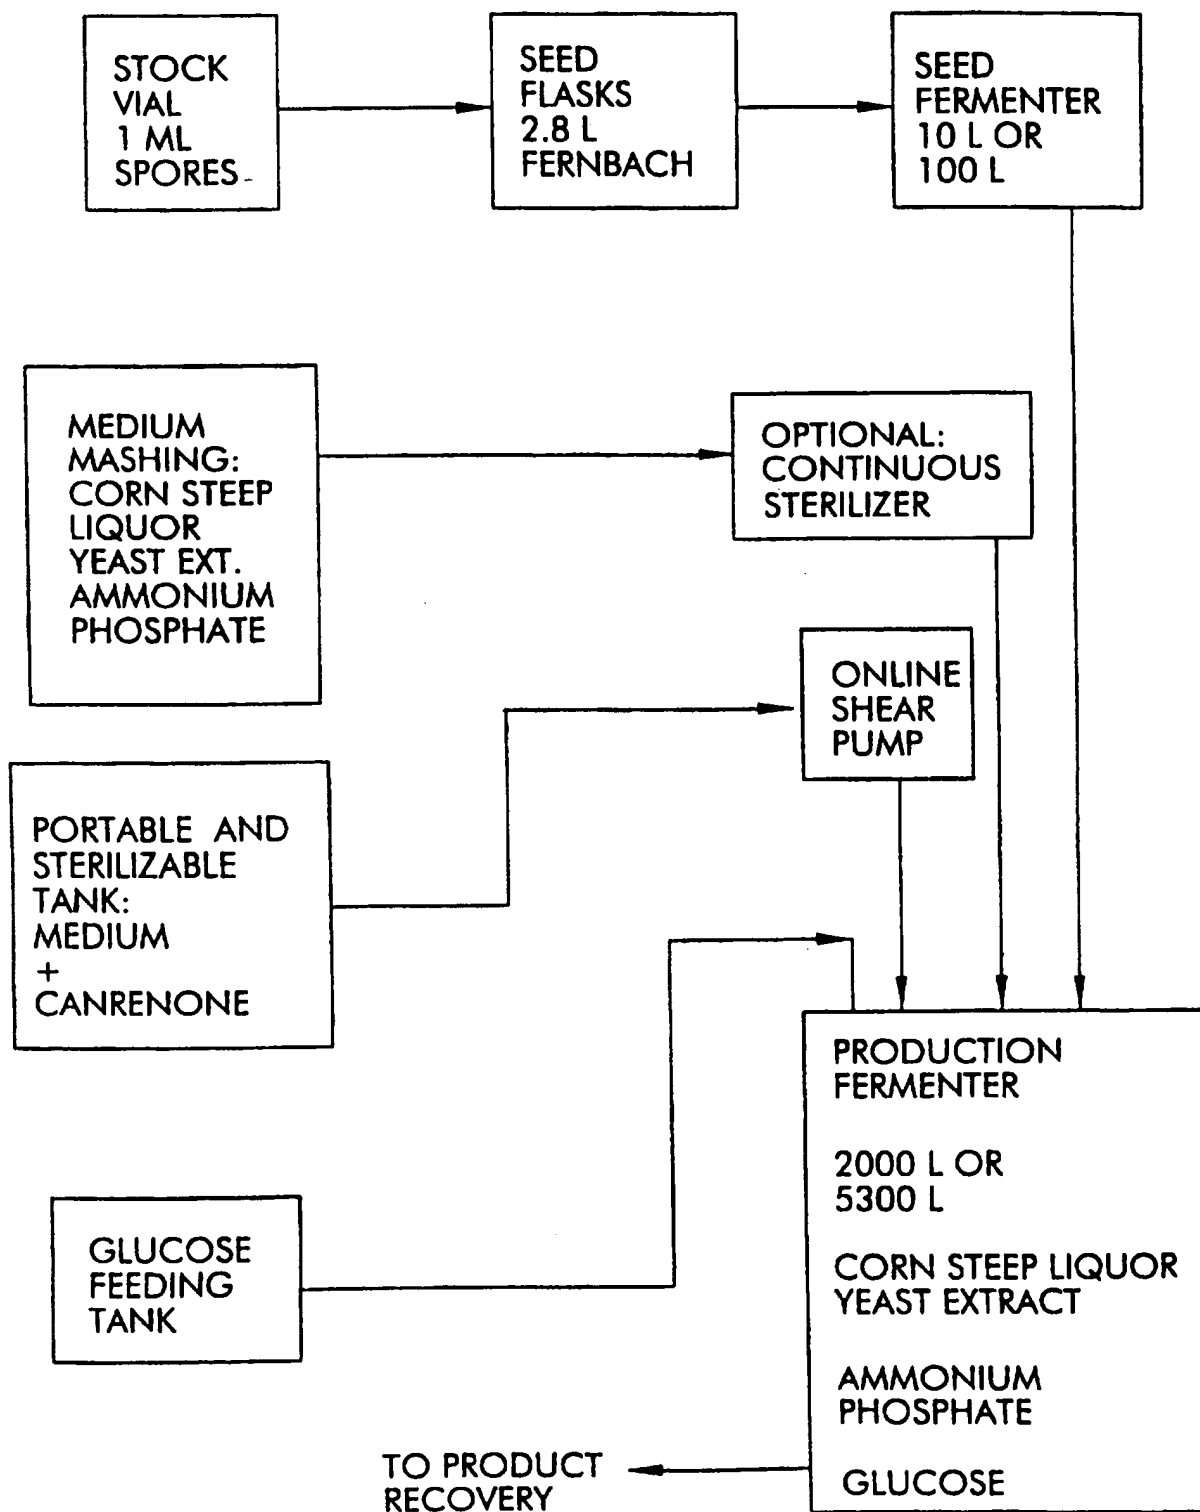 STOCK
VIAL
1 ML
SPORES
SEED
FLASKS
2.8 L
FERNBACH
SEED
FERMENTER
10 L OR
100 L
MEDIUM
MASHING:
CORN STEEP
LIQUOR
YEAST EXT.
AMMONIUM
PHOSPHATE
OPTIONAL:
CONTINUOUS
STERILIZER
ONLINE
SHEAR
PUMP
PORTABLE AND
STERILIZABLE
TANK:
MEDIUM
+
CANRENONE
GLUCOSE
FEEDING
TANK
PRODUCTION
FERMENTER
2000 L OR
5300 L
CORN STEEP LIQUOR
YEAST EXTRACT
AMMONIUM
PHOSPHATE
GLUCOSE
TO PRODUCT
RECOVERY